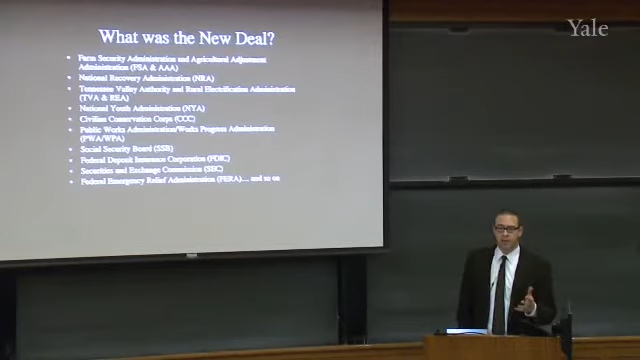 What was the New Deal?
Yale
• Farm Security Administration and Agricultural Adjustment
Administration (FSA & AAA)
• National Recovery Administration (NRA)
• Tennessee Valley Authority and Rural Electrification Administration
(TVA & REA)
• National Youth Administration (NYA)
• Civilian Conservation Corps (CCC)
• Public Works Administration/Works Program Administration
(PWA/WPA)
• Social Security Board (SSB)
• Federal Deposit Insurance Corporation (FDIC)
• Securities and Exchange Commission (SEC)
• Federal Emergency Relief Administration (FERA)… and so on